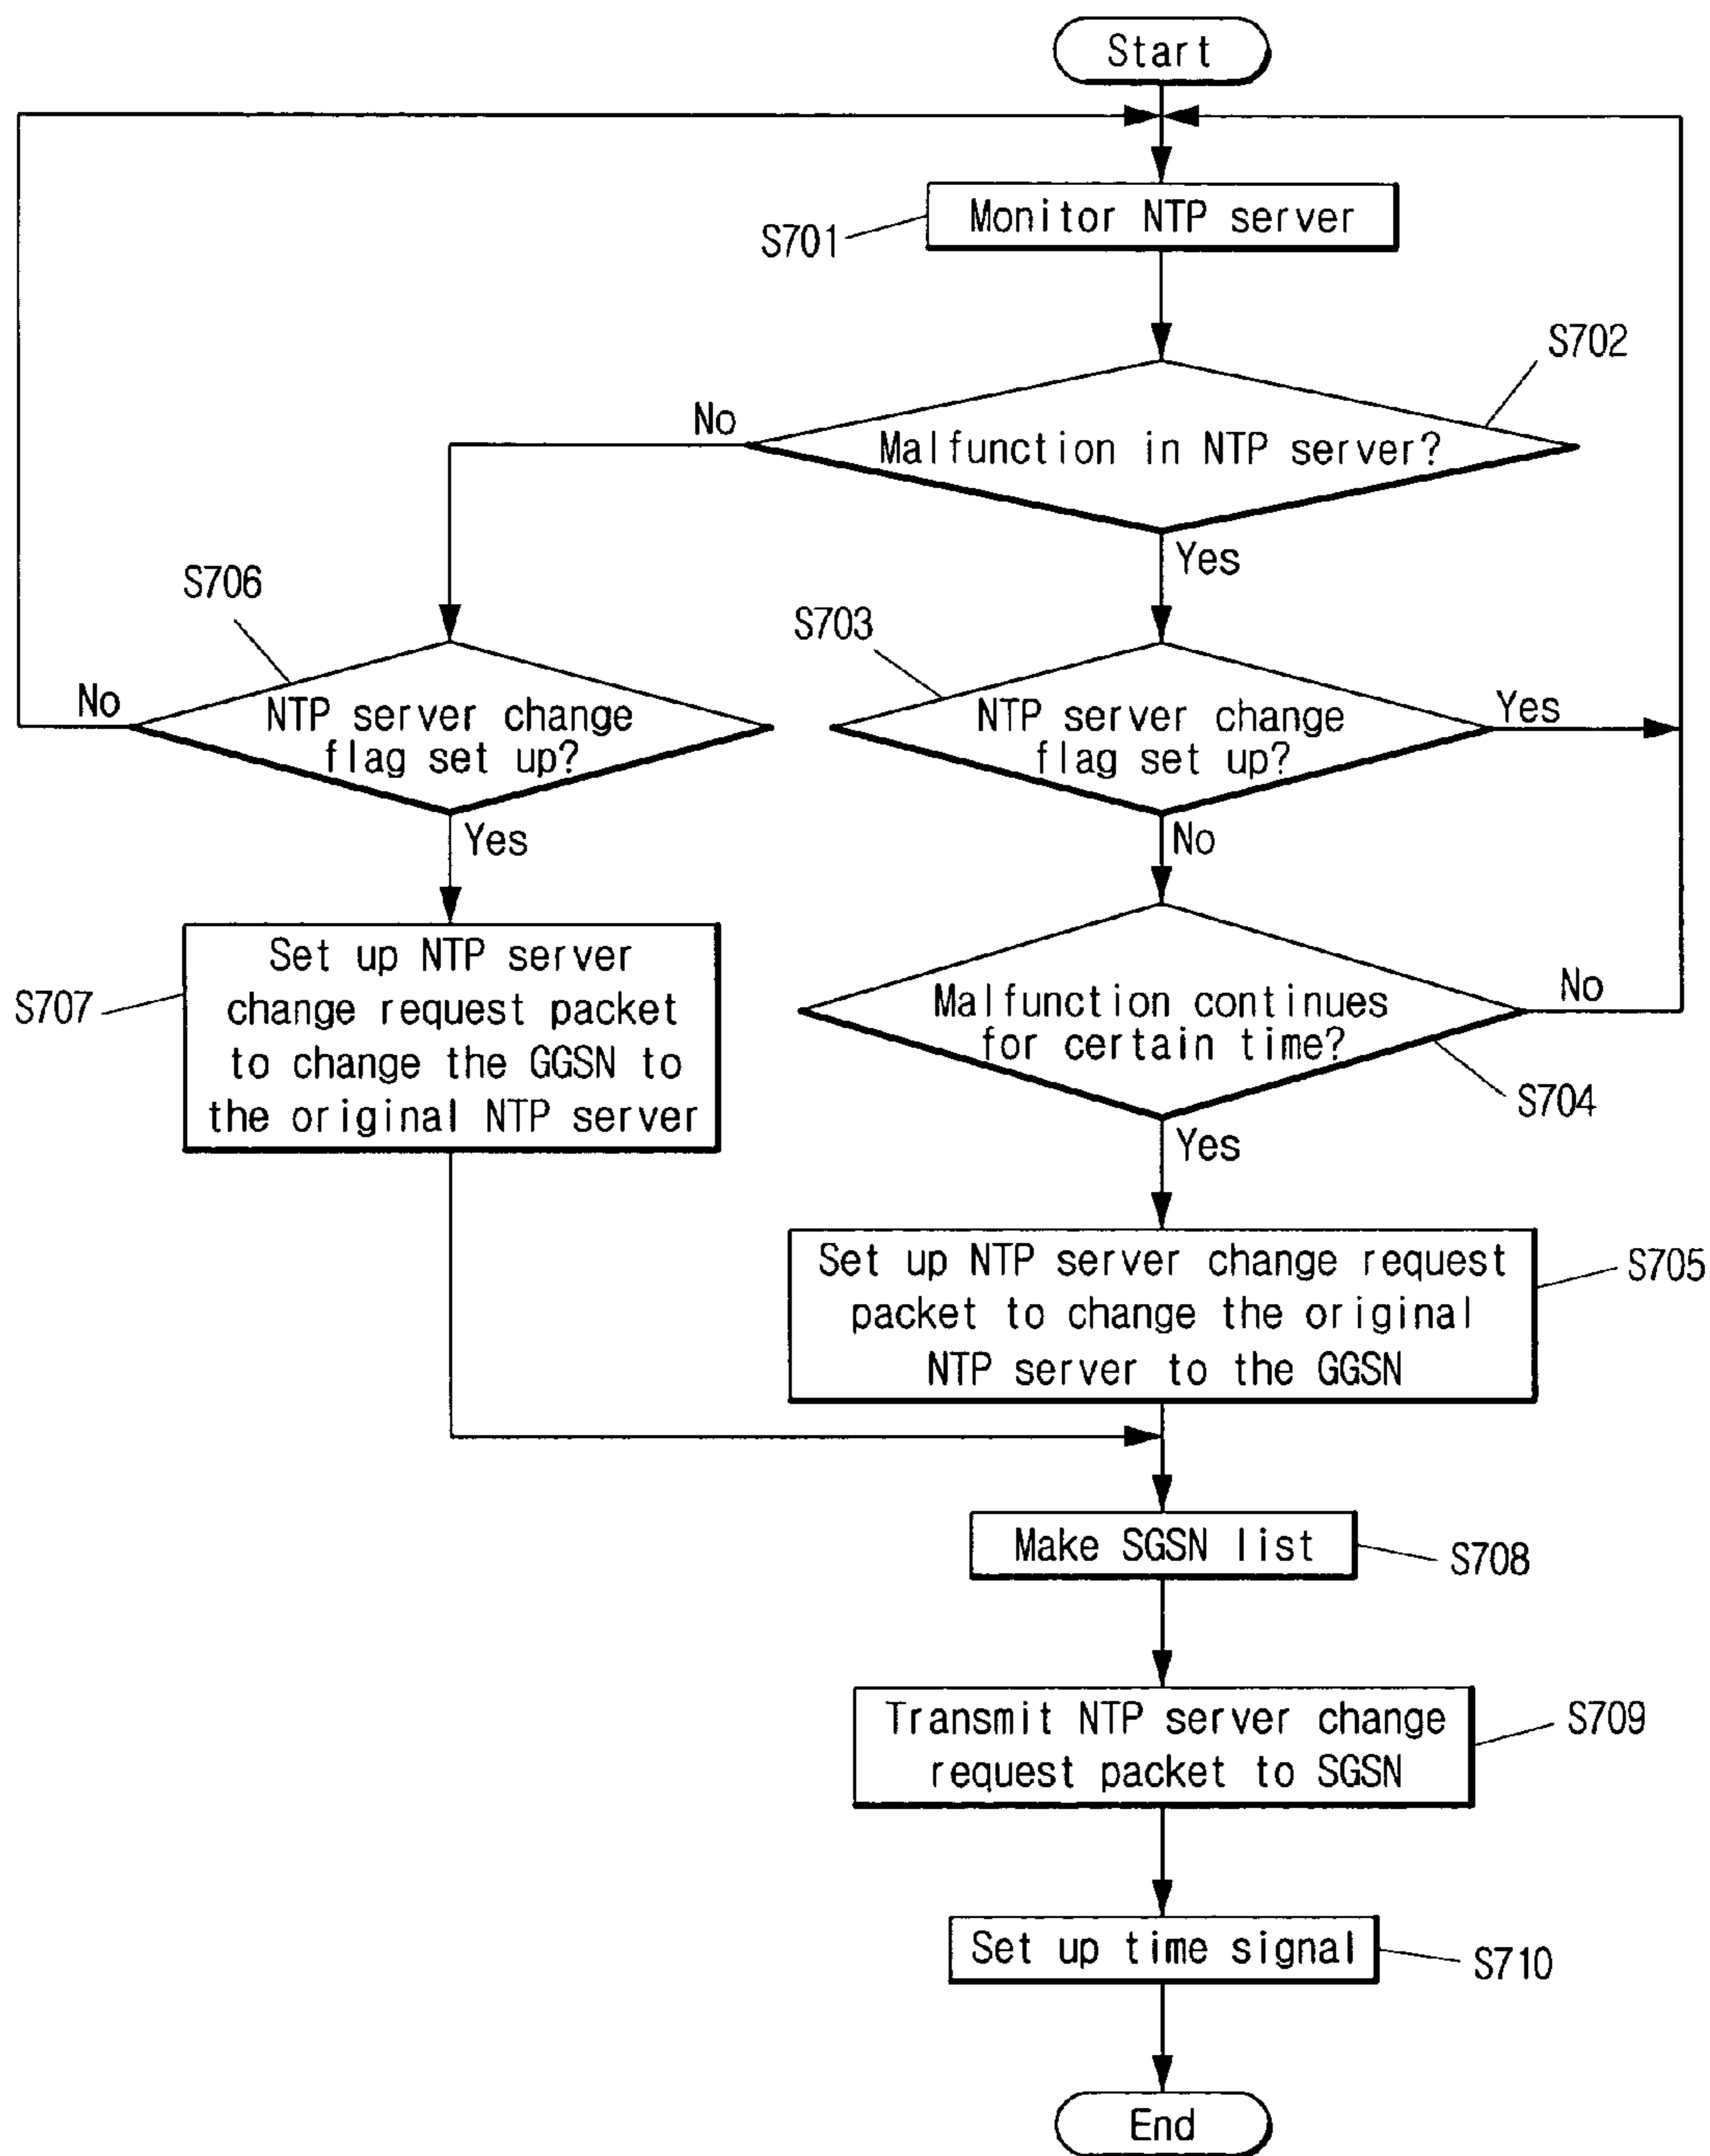 Start
Monitor NTP server
S701
S702
No
Malfunction in NTP server?
Yes
S706
S703
No
NTP server change
flag set up?
NTP server change
flag set up?
Yes
Yes
No
Set up NTP server
change request packet
to change the GGSN to
the original NTP server
S707
Malfunction continues
for certain time?
No
S704
Yes
Set up NTP server change request
packet to change the original
NTP server to the GGSN
S705
Make SGSN list
S708
Transmit NTP server change
request packet to SGSN
S709
Set up time signal
S710
End